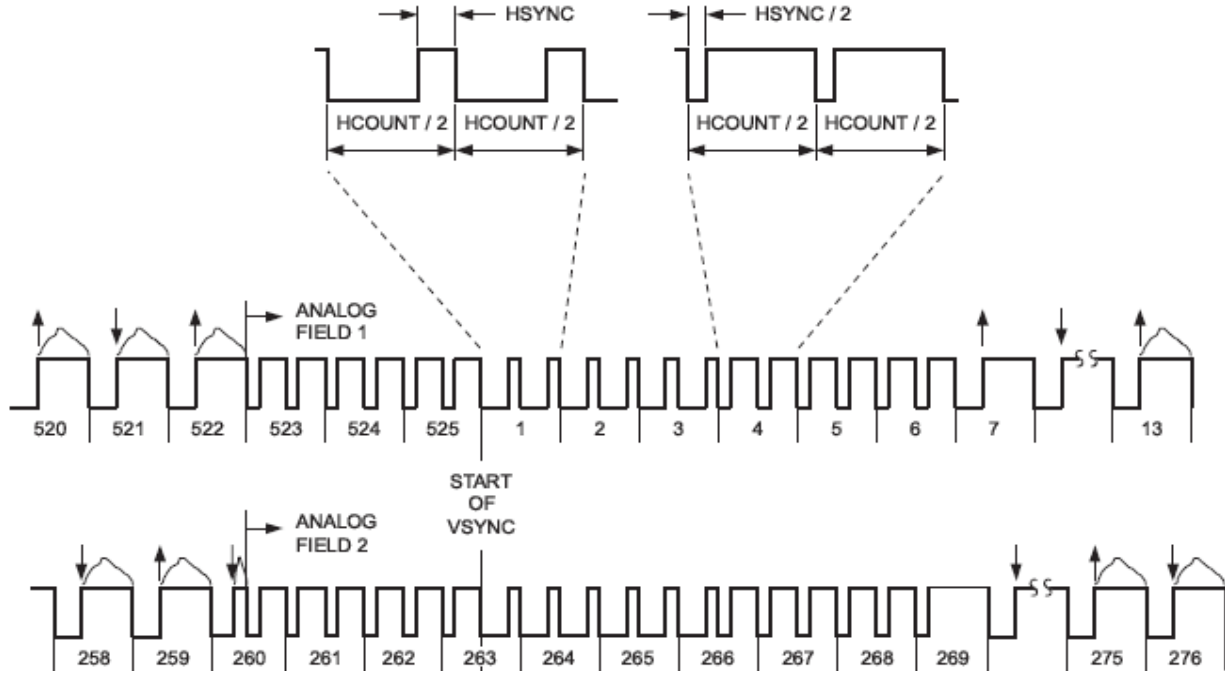 HSYNC
HSYNC / 2
HCOUNT / 2 HCOUNT / 2
HCOUNT / 2 HCOUNT / 2
ANALOG
FIELD 1
520 521 522 523 524 525 1 2 3 4 5 6 7 13
START
OF
VSYNC
ANALOG
FIELD 2
258 259 260 261 262 263 264 265 266 267 268 269 275 276